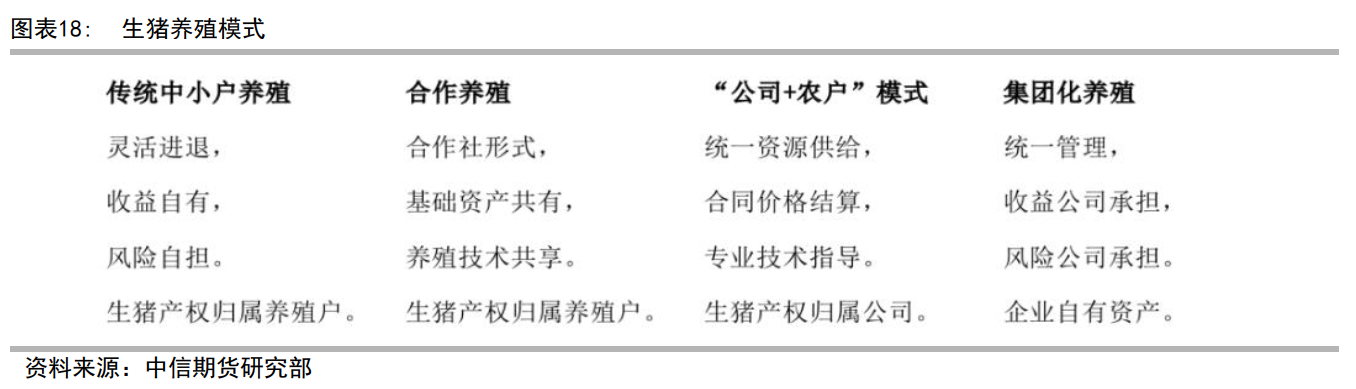 图表18： 生猪养殖模式
传统中小户养殖 合作养殖 “公司+农户”模式 集团化养殖
灵活进退， 合作社形式， 统一资源供给， 统一管理，
收益自有， 基础资产共有， 合同价格结算， 收益公司承担，
风险自担。 养殖技术共享。 专业技术指导。 风险公司承担。
生猪产权归属养殖户。 生猪产权归属养殖户。 生猪产权归属公司。 企业自有资产。
资料来源：中信期货研究部